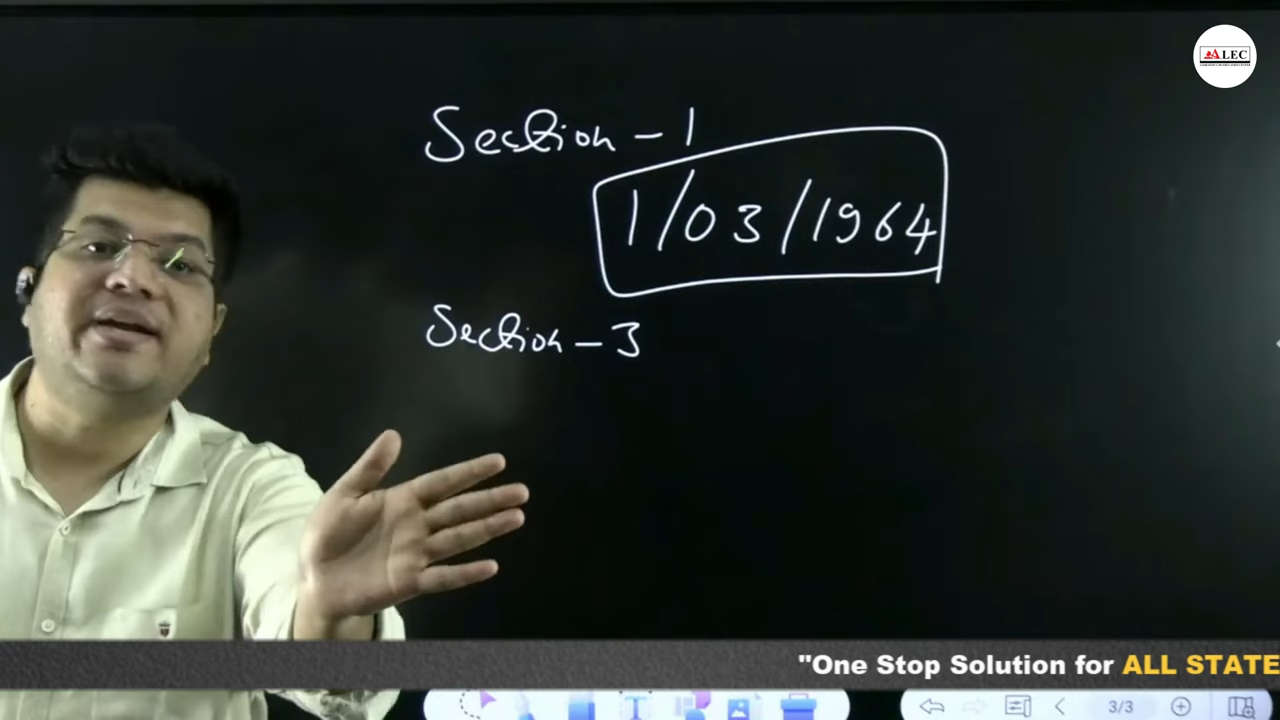 ALEC
Section - 1
1/03/1964
Section - 3
"One Stop Solution for ALL STATE
3/3